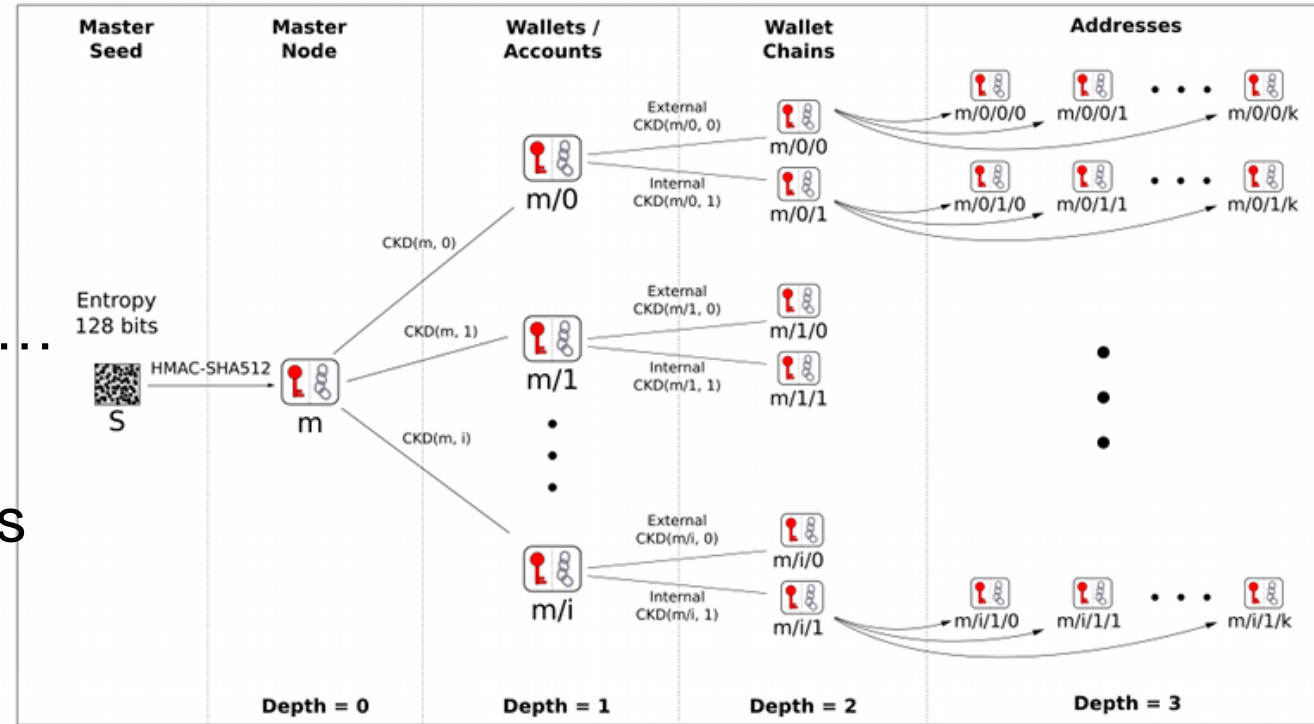 Master
Seed
Master
Node
Wallets /
Accounts
Wallet
Chains
Addresses
Entropy
128 bits
...
s
HMAC-SHA512
S
m
CKD(m, 0)
CKD(m, 1)
CKD(m, i)
m/0
m/1
m/i
External
CKD(m/0, 0)
Internal
CKD(m/0, 1)
External
CKD(m/1, 0)
Internal
CKD(m/1, 1)
External
CKD(m/i, 0)
Internal
CKD(m/i, 1)
m/0/0
m/0/1
m/1/0
m/1/1
m/i/0
m/i/1
m/0/0/0 m/0/0/1 m/0/0/k
m/0/1/0 m/0/1/1 m/0/1/k
m/i/1/0 m/i/1/1 m/i/1/k
Depth = 0 Depth = 1 Depth = 2 Depth = 3